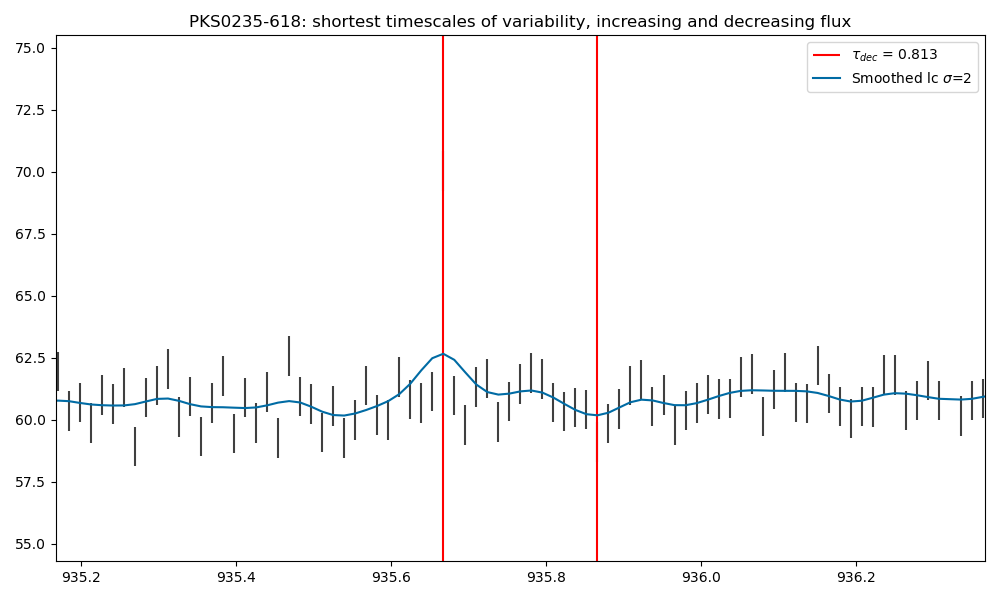 PKS0235-618: shortest timescales of variability, increasing and decreasing flux
τ_dec = 0.813
Smoothed lc σ=2
75.0
72.5
70.0
67.5
65.0
62.5
60.0
57.5
55.0
935.2 935.4 935.6 935.8 936.0 936.2